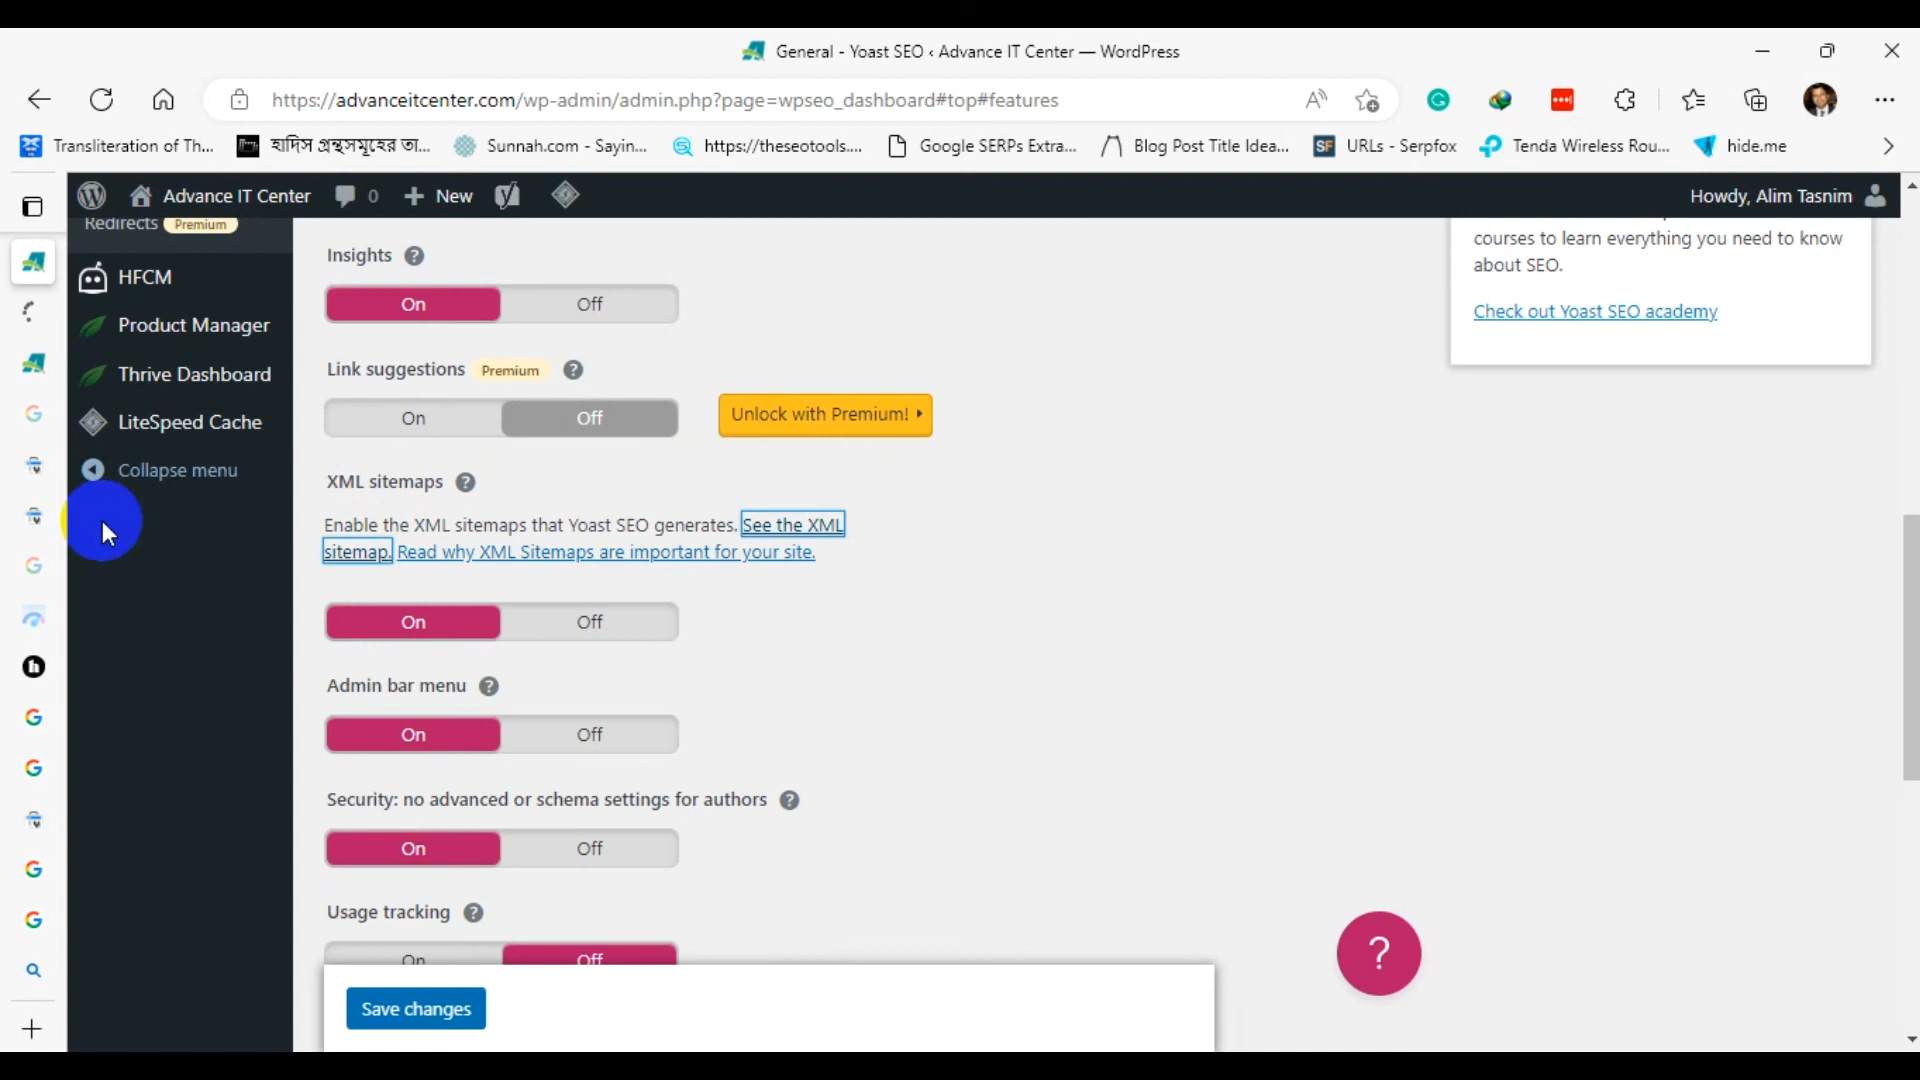 General - Yoast SEO ‹ Advance IT Center — WordPress
https://advanceitcenter.com/wp-admin/admin.php?page=wpseo_dashboard#top#features
Transliteration of Th...
হাদিস গ্রন্থসমূহের তা...
Sunnah.com - Sayin...
https://theseotools....
Google SERPs Extra...
Blog Post Title Idea...
SF URLs - Serpfox
Tenda Wireless Rou...
hide.me
Advance IT Center
0
New
Howdy, Alim Tasnim
Redirects Premium
HFCM
Product Manager
Thrive Dashboard
LiteSpeed Cache
Collapse menu
Insights ?
On Off
Link suggestions Premium ?
On Off
Unlock with Premium!
XML sitemaps ?
Enable the XML sitemaps that Yoast SEO generates. See the XML
sitemap. Read why XML Sitemaps are important for your site.
On Off
Admin bar menu ?
On Off
Security: no advanced or schema settings for authors ?
On Off
Usage tracking ?
On Off
Save changes
courses to learn everything you need to know
about SEO.
Check out Yoast SEO academy
?